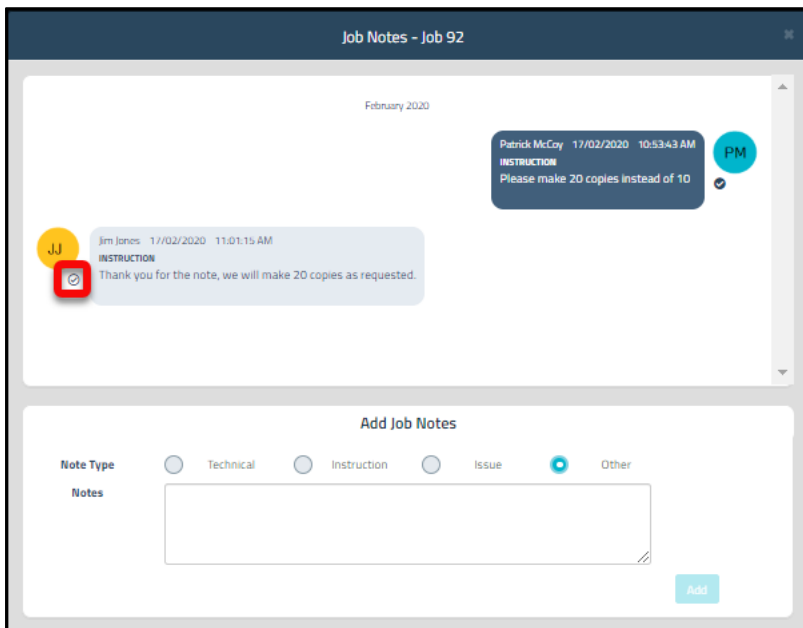 Job Notes - Job 92
February 2020
Patrick McCoy 17/02/2020 10:53:43 AM
INSTRUCTION
Please make 20 copies instead of 10
PM
JJ
Jim Jones 17/02/2020 11:01:15 AM
INSTRUCTION
Thank you for the note, we will make 20 copies as requested.
Add Job Notes
Note Type Technical Instruction Issue Other
Notes
Add